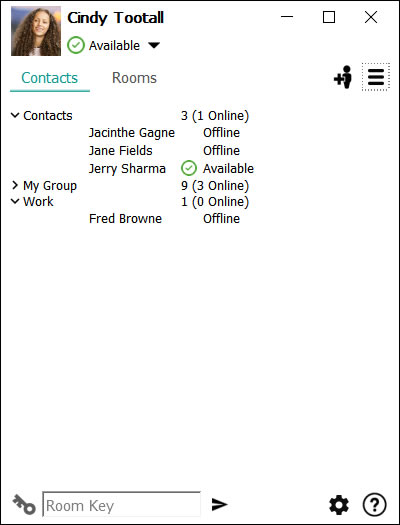 Cindy Tootall
Available
Contacts Rooms
Contacts 3 (1 Online)
Jacinthe Gagne Offline
Jane Fields Offline
Jerry Sharma Available
My Group 9 (3 Online)
Work 1 (0 Online)
Fred Browne Offline
Room Key